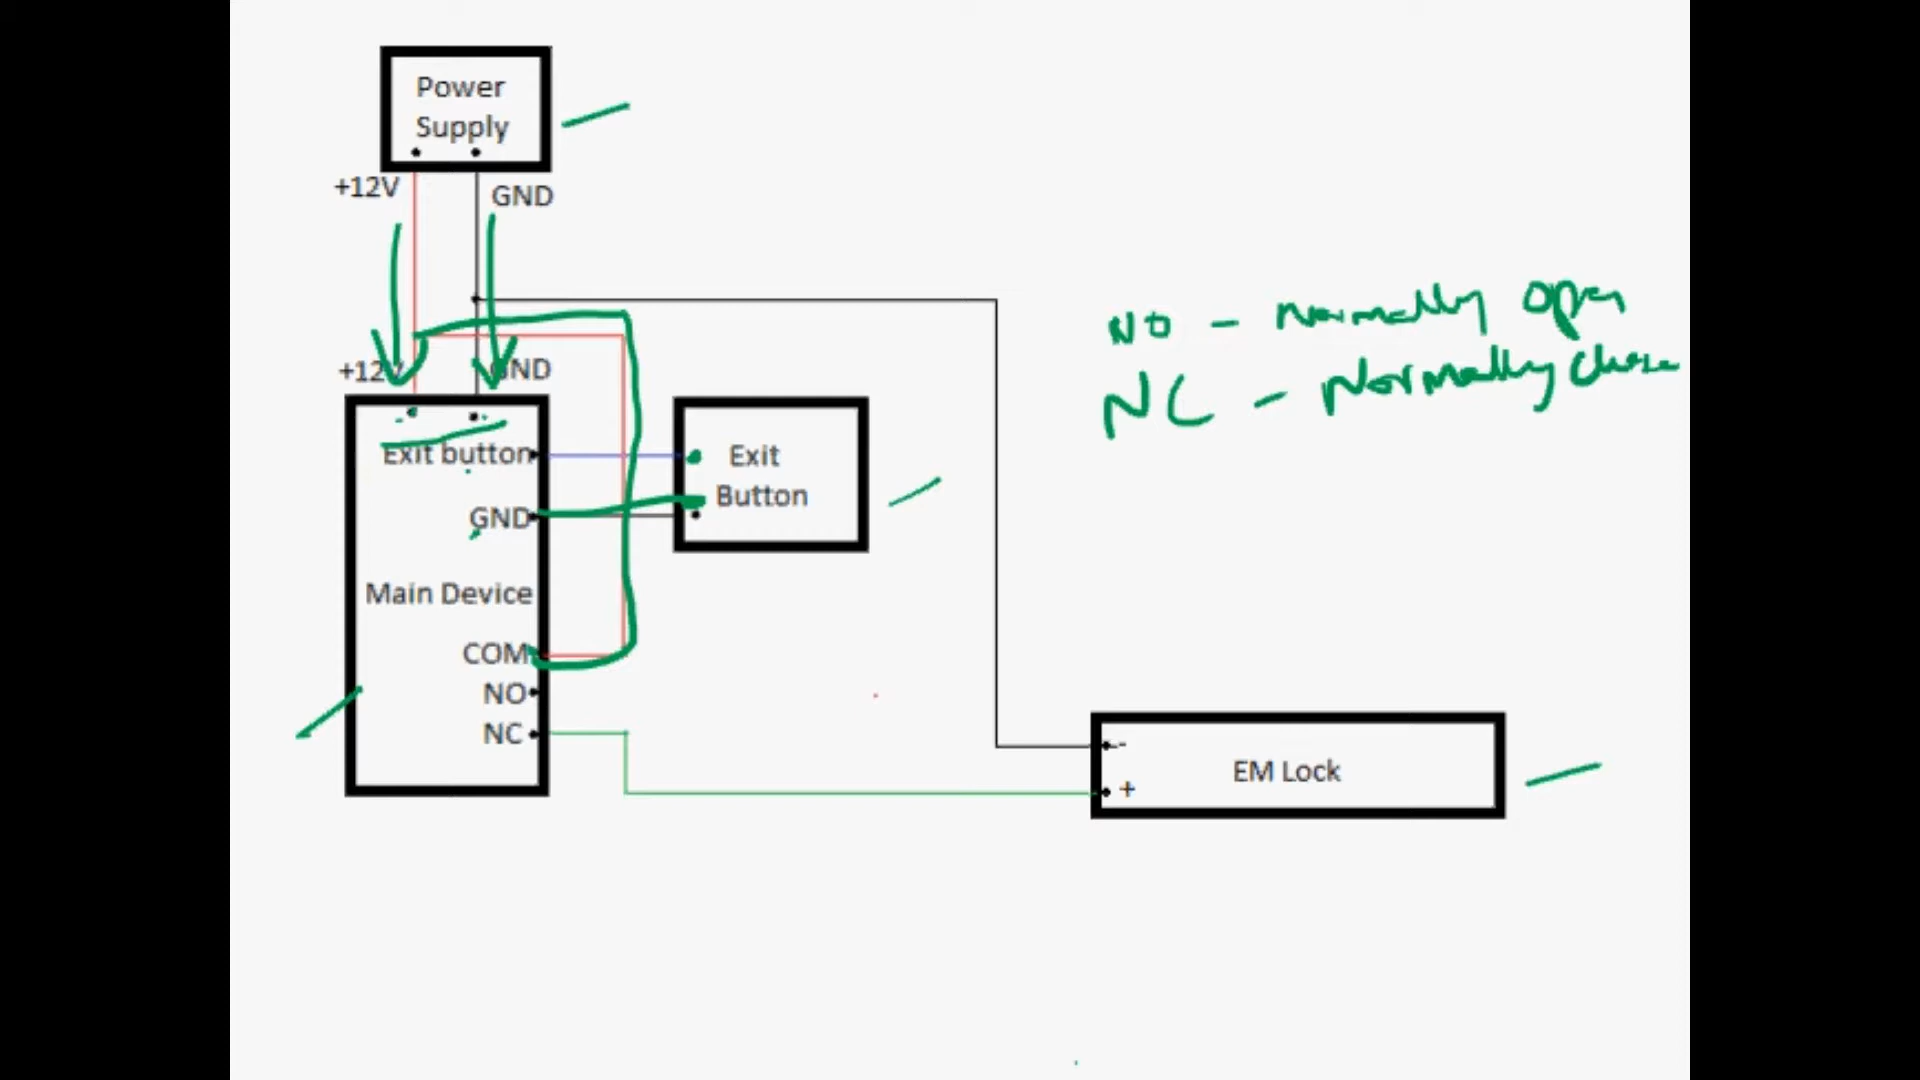 Power
Supply
+12V
GND
+12V
GND
Exit button
GND
Main Device
COM
NO
NC
Exit
Button
NO - Normally open
NC - Normally close
-
EM Lock
+